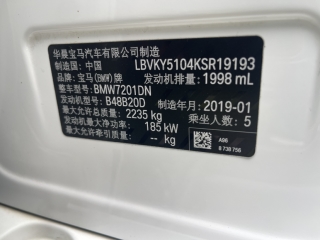 华晨宝马汽车有限公司制造
制造国：中国 LBVKY5104KSR19193
品牌：宝马(BMW)牌 发动机排量：1998 mL
整车型号：BMW7201DN
发动机型号：B48B20D 制造年月：2019-01
最大允许总质量：2235 kg 乘坐人数：5
发动机最大净功率：185 kW
最大允许牵引质量：- kg
A96
9 738 756